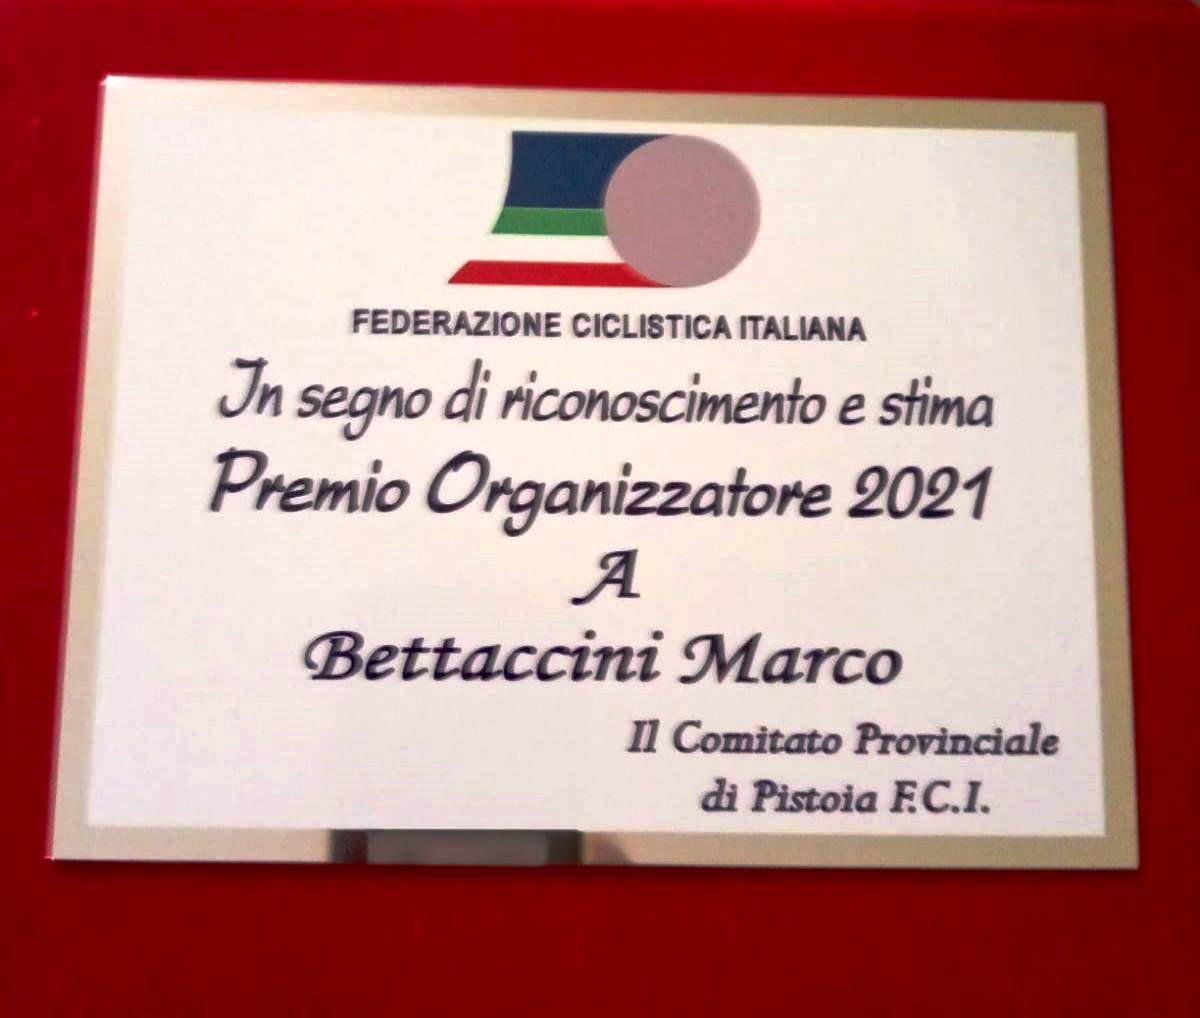 FEDERAZIONE CICLISTICA ITALIANA
In segno di riconoscimento e stima
Premio Organizzatore 2021
A
Bettaccini Marco
Il Comitato Provinciale
di Pistoia F.C.I.